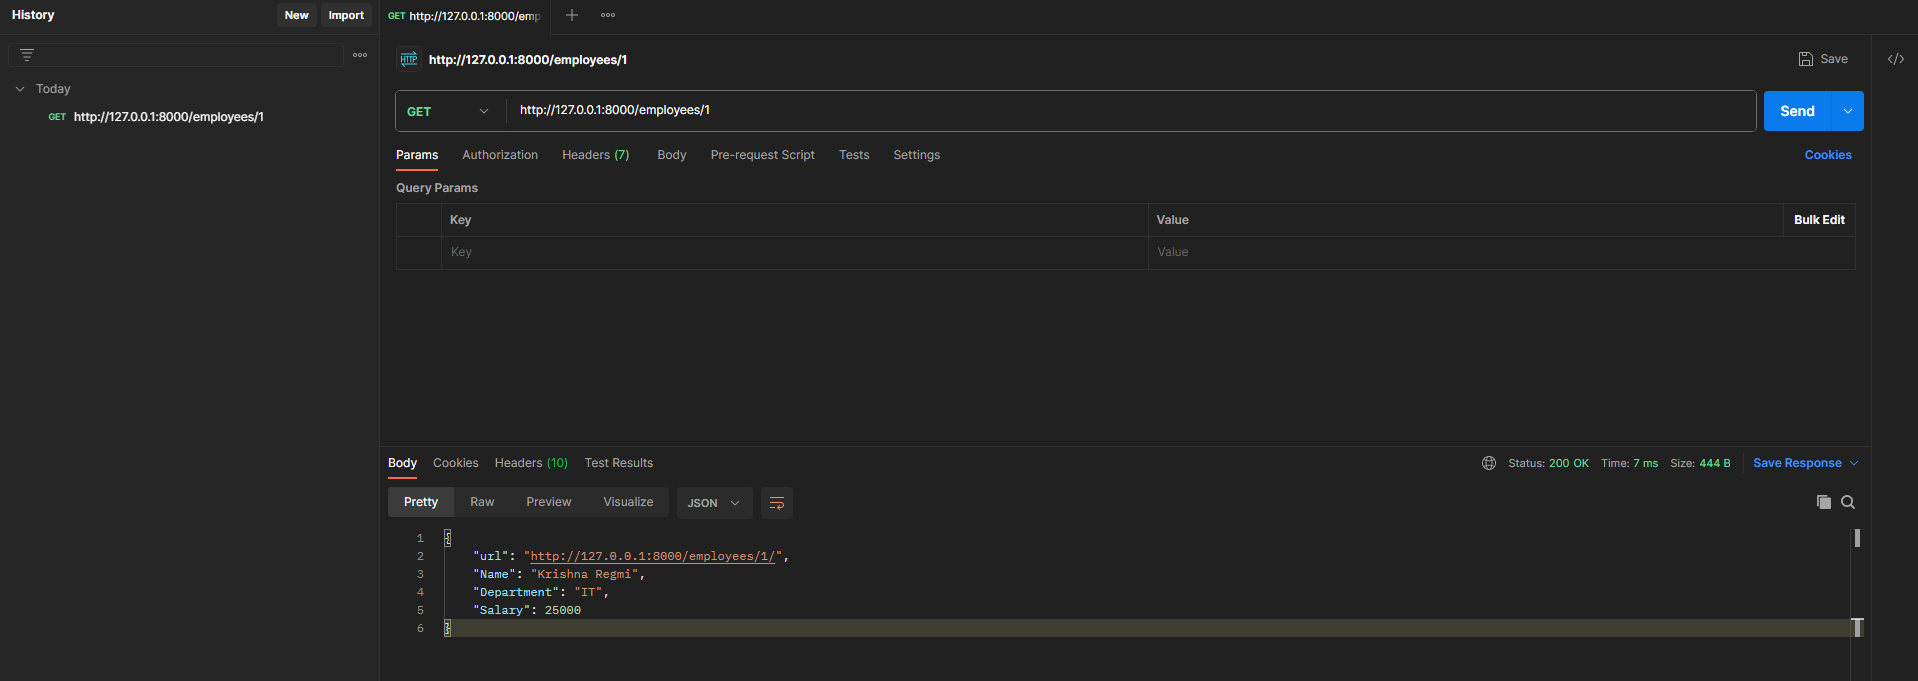 History
New
Import
GET http://127.0.0.1:8000/emp
http://127.0.0.1:8000/employees/1
Save
Today
GET http://127.0.0.1:8000/employees/1
GET
http://127.0.0.1:8000/employees/1
Send
Params
Authorization
Headers (7)
Body
Pre-request Script
Tests
Settings
Cookies
Query Params
Key
Value
Bulk Edit
Key
Value
Body
Cookies
Headers (10)
Test Results
Status: 200 OK
Time: 7 ms
Size: 444 B
Save Response
Pretty
Raw
Preview
Visualize
JSON
1 {
2 "url": "http://127.0.0.1:8000/employees/1/",
3 "Name": "Krishna Regmi",
4 "Department": "IT",
5 "Salary": 25000
6 }